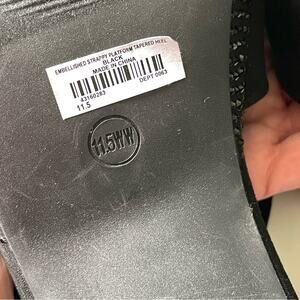 EMBELLISHED STRAPPY PLATFORM TAPERED HEEL
BLACK
MADE IN CHINA
DEPT 0063
43160283
11.5
11.5WW